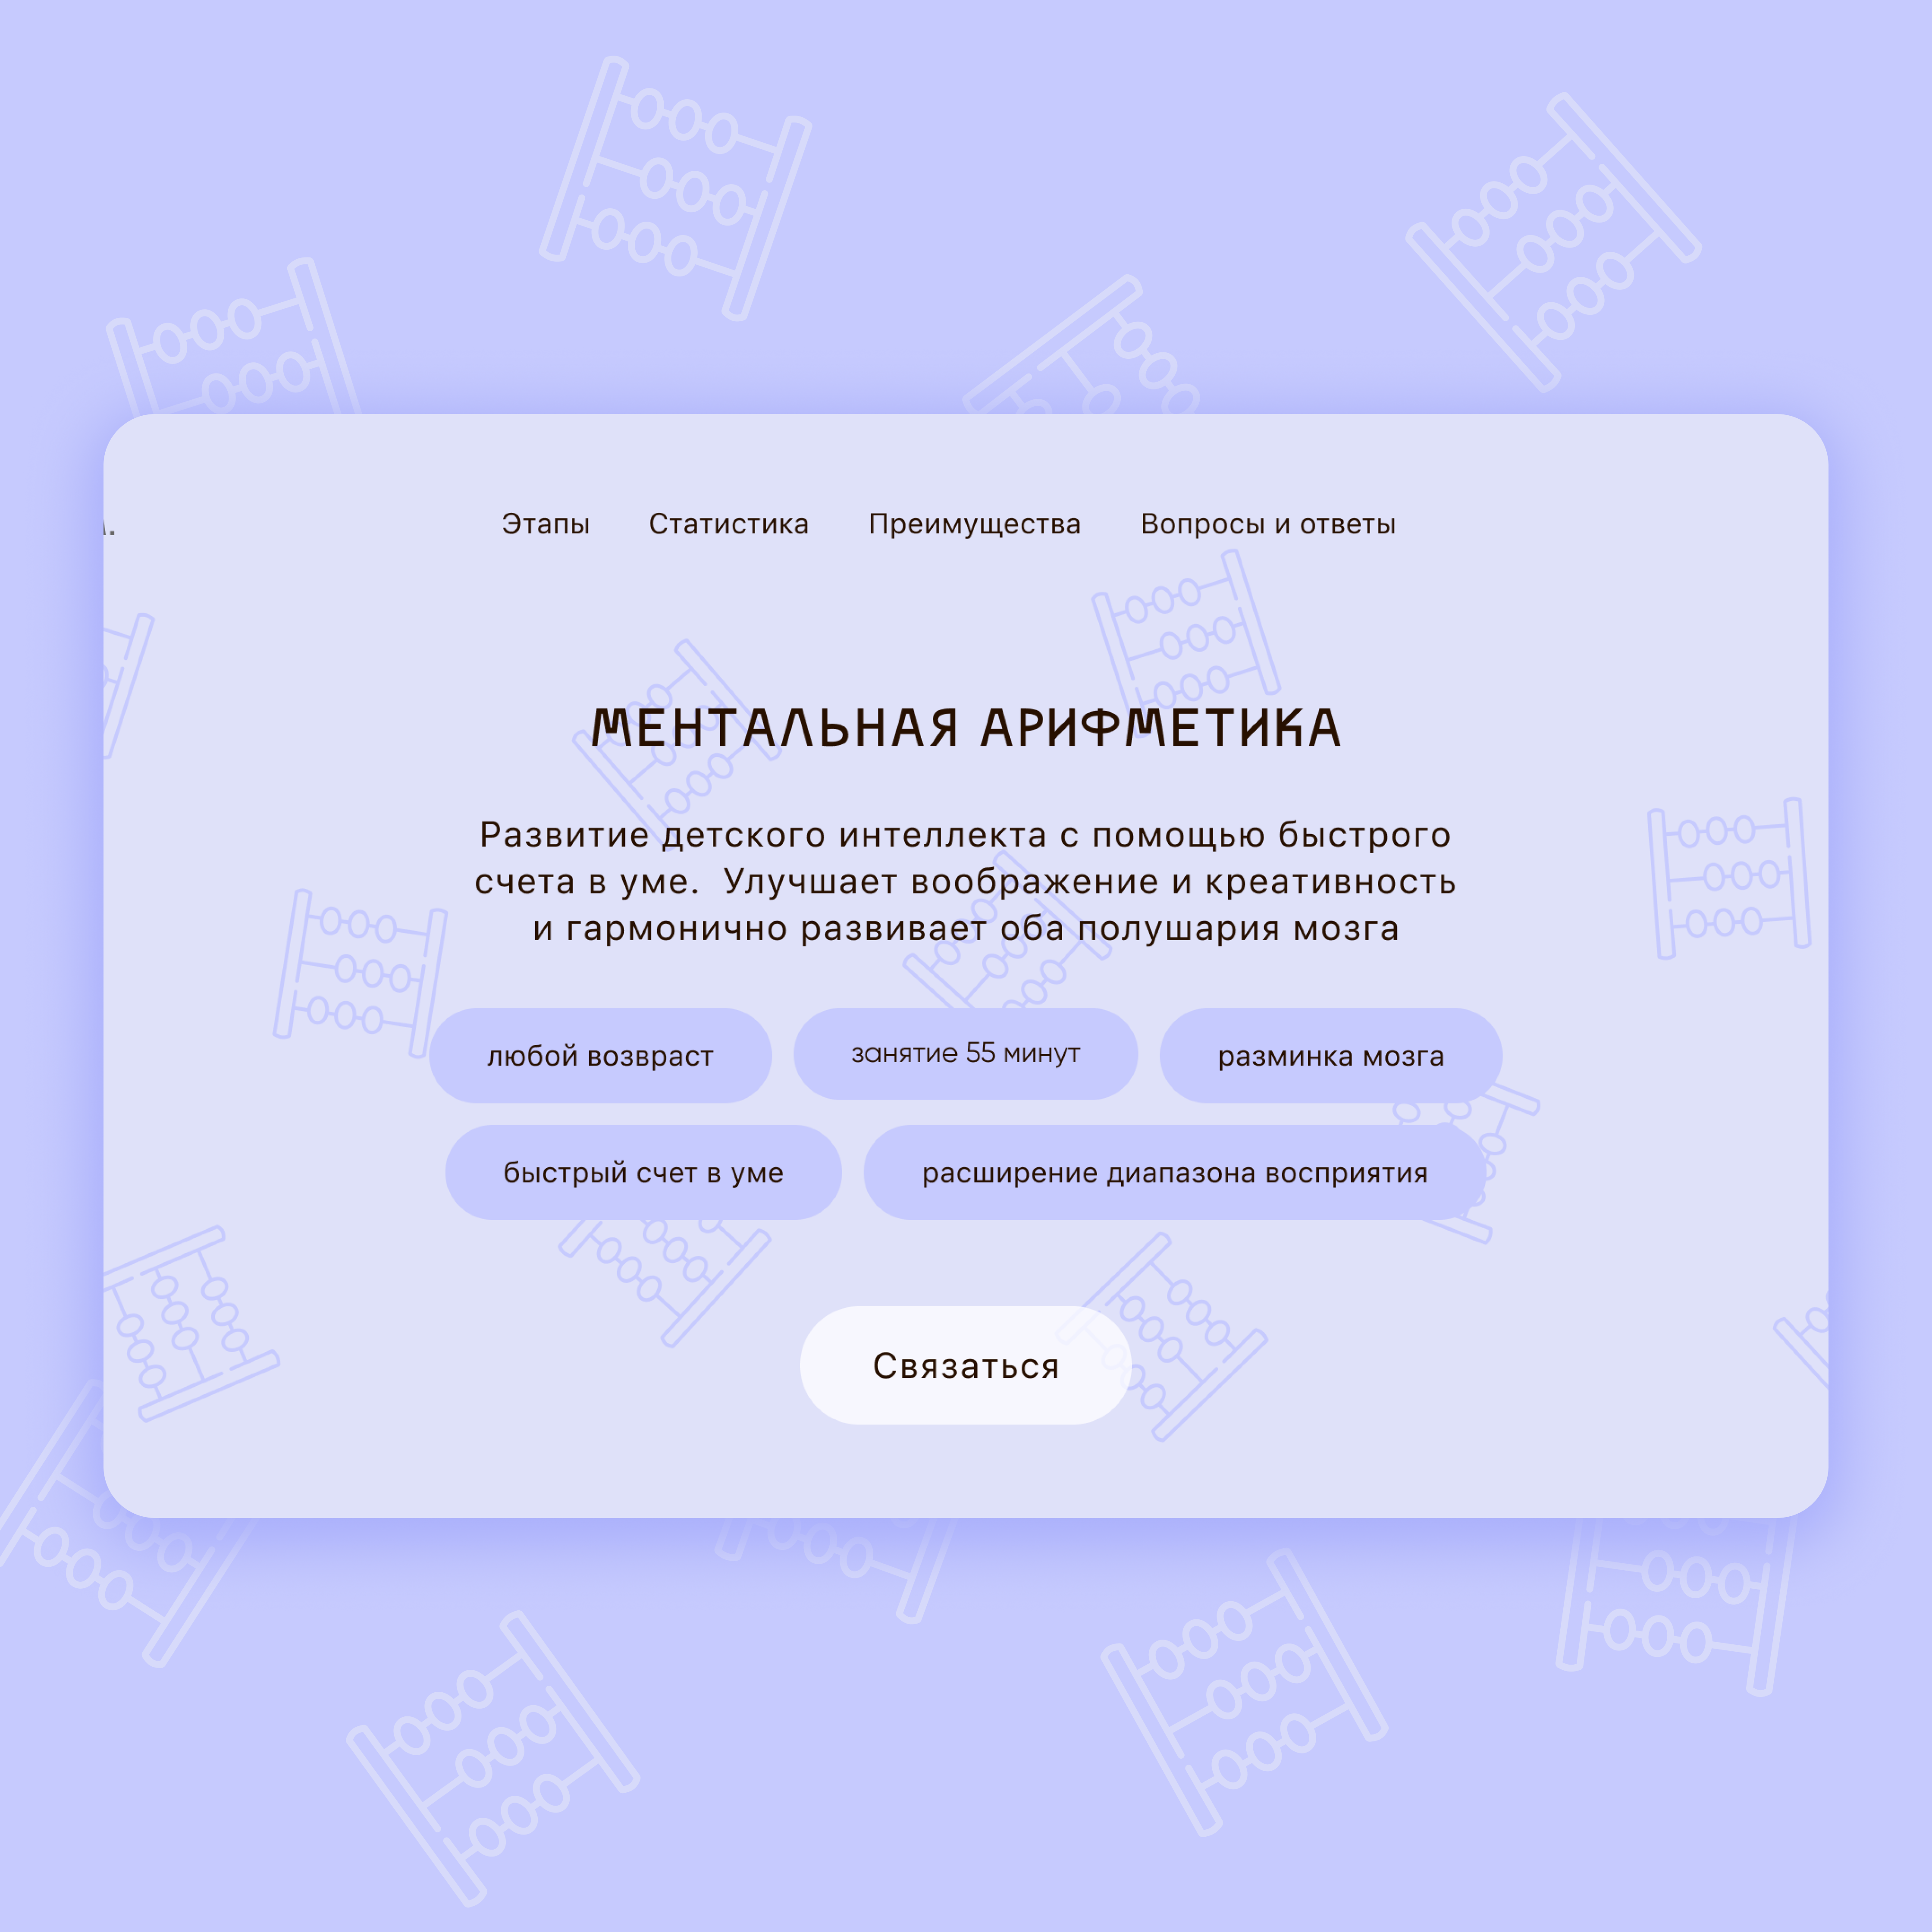 Этапы Статистика Преимущества Вопросы и ответы
МЕНТАЛЬНАЯ АРИФМЕТИКА
Развитие детского интеллекта с помощью быстрого
счета в уме.  Улучшает воображение и креативность
и гармонично развивает оба полушария мозга
любой возвраст занятие 55 минут разминка мозга
быстрый счет в уме расширение диапазона восприятия
Связаться